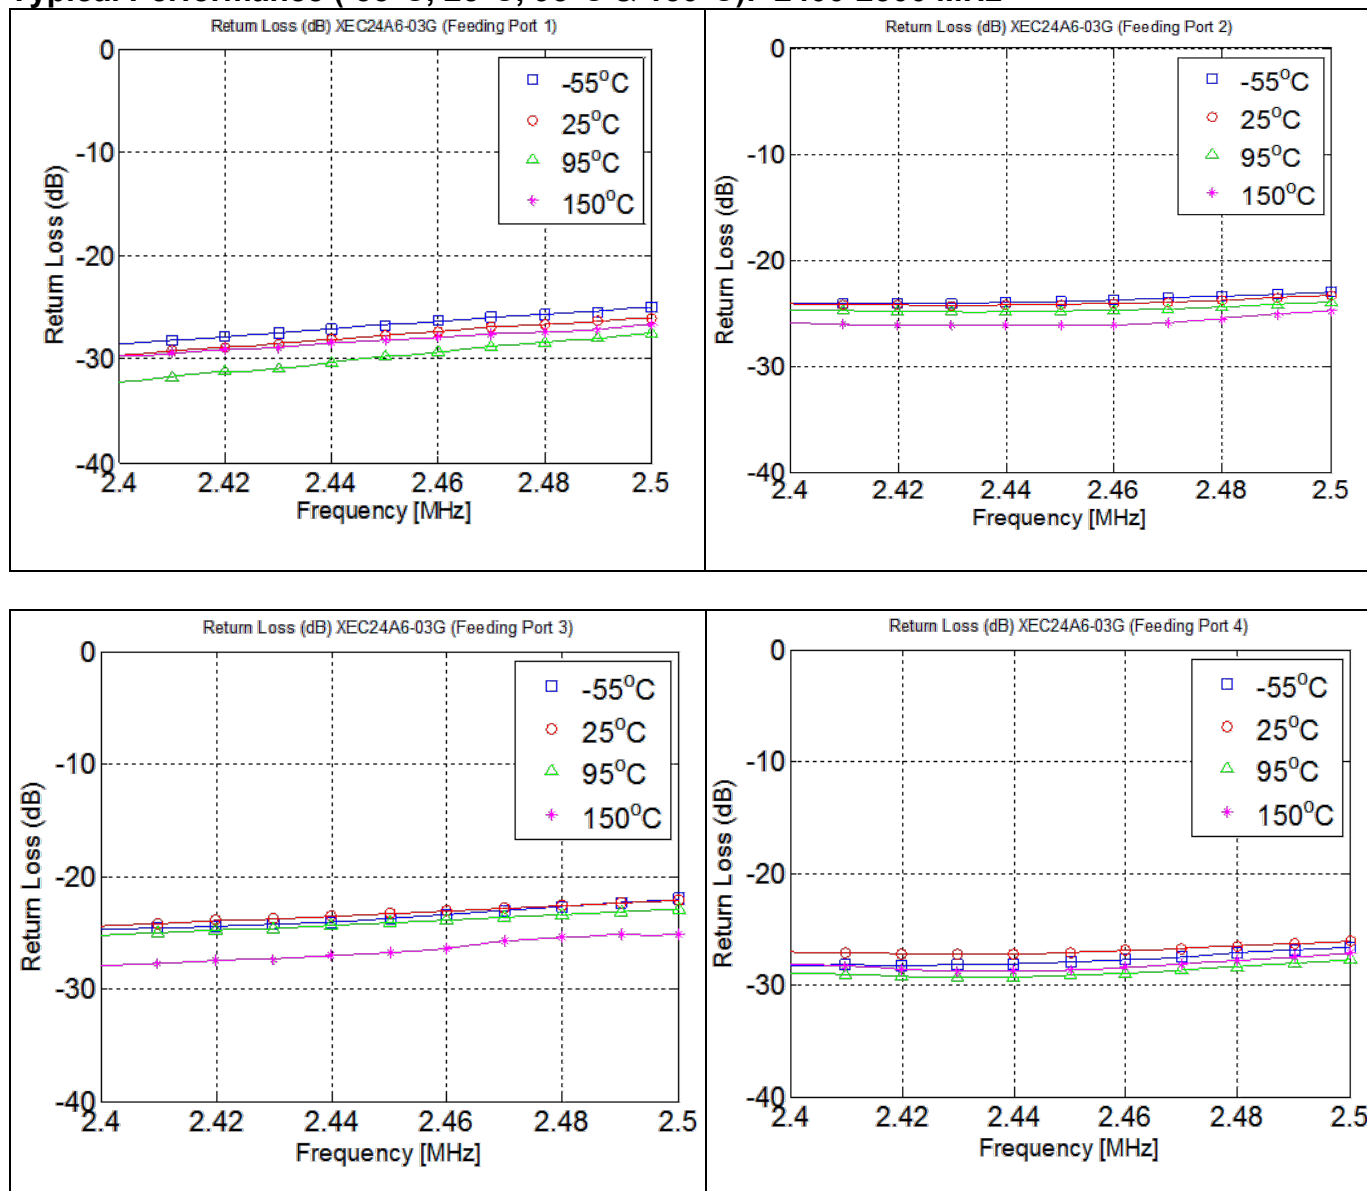 Return Loss (dB) XEC24A6-03G (Feeding Port 1)
0
-10
-20
-30
-40
Return Loss (dB)
-55°C
25°C
95°C
150°C
2.4 2.42 2.44 2.46 2.48 2.5
Frequency [MHz]
Return Loss (dB) XEC24A6-03G (Feeding Port 2)
0
-10
-20
-30
-40
Return Loss (dB)
-55°C
25°C
95°C
150°C
2.4 2.42 2.44 2.46 2.48 2.5
Frequency [MHz]
Return Loss (dB) XEC24A6-03G (Feeding Port 3)
0
-10
-20
-30
-40
Return Loss (dB)
-55°C
25°C
95°C
150°C
2.4 2.42 2.44 2.46 2.48 2.5
Frequency [MHz]
Return Loss (dB) XEC24A6-03G (Feeding Port 4)
0
-10
-20
-30
-40
Return Loss (dB)
-55°C
25°C
95°C
150°C
2.4 2.42 2.44 2.46 2.48 2.5
Frequency [MHz]